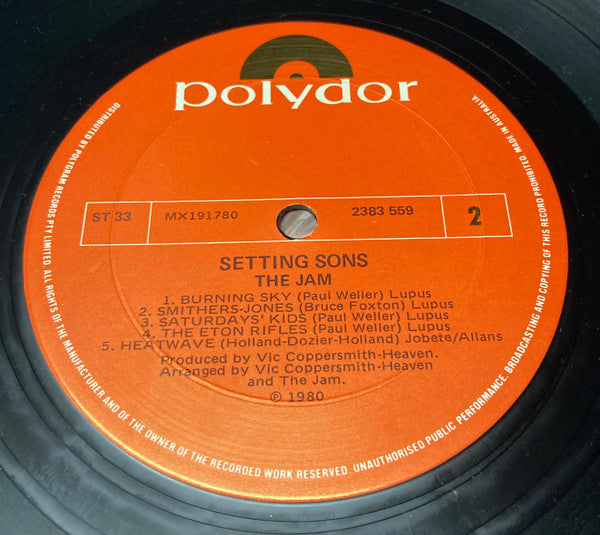 polydor
ST 33 MX191780 2383 559 2
SETTING SONS
THE JAM
1. BURNING SKY (Paul Weller) Lupus
2. SMITHERS-JONES (Bruce Foxton) Lupus
3. SATURDAYS' KIDS (Paul Weller) Lupus
4. THE ETON RIFLES (Paul Weller) Lupus
5. HEATWAVE (Holland-Dozier-Holland) Jobete/Allans
Produced by Vic Coppersmith-Heaven.
Arranged by Vic Coppersmith-Heaven
and The Jam.
℗ 1980
DISTRIBUTED BY POLYGRAM RECORDS PTY LIMITED. ALL RIGHTS OF THE MANUFACTURER AND OF THE OWNER OF THE RECORDED WORK RESERVED. UNAUTHORISED PUBLIC PERFORMANCE, BROADCASTING AND COPYING OF THIS RECORD PROHIBITED MADE IN AUSTRALIA